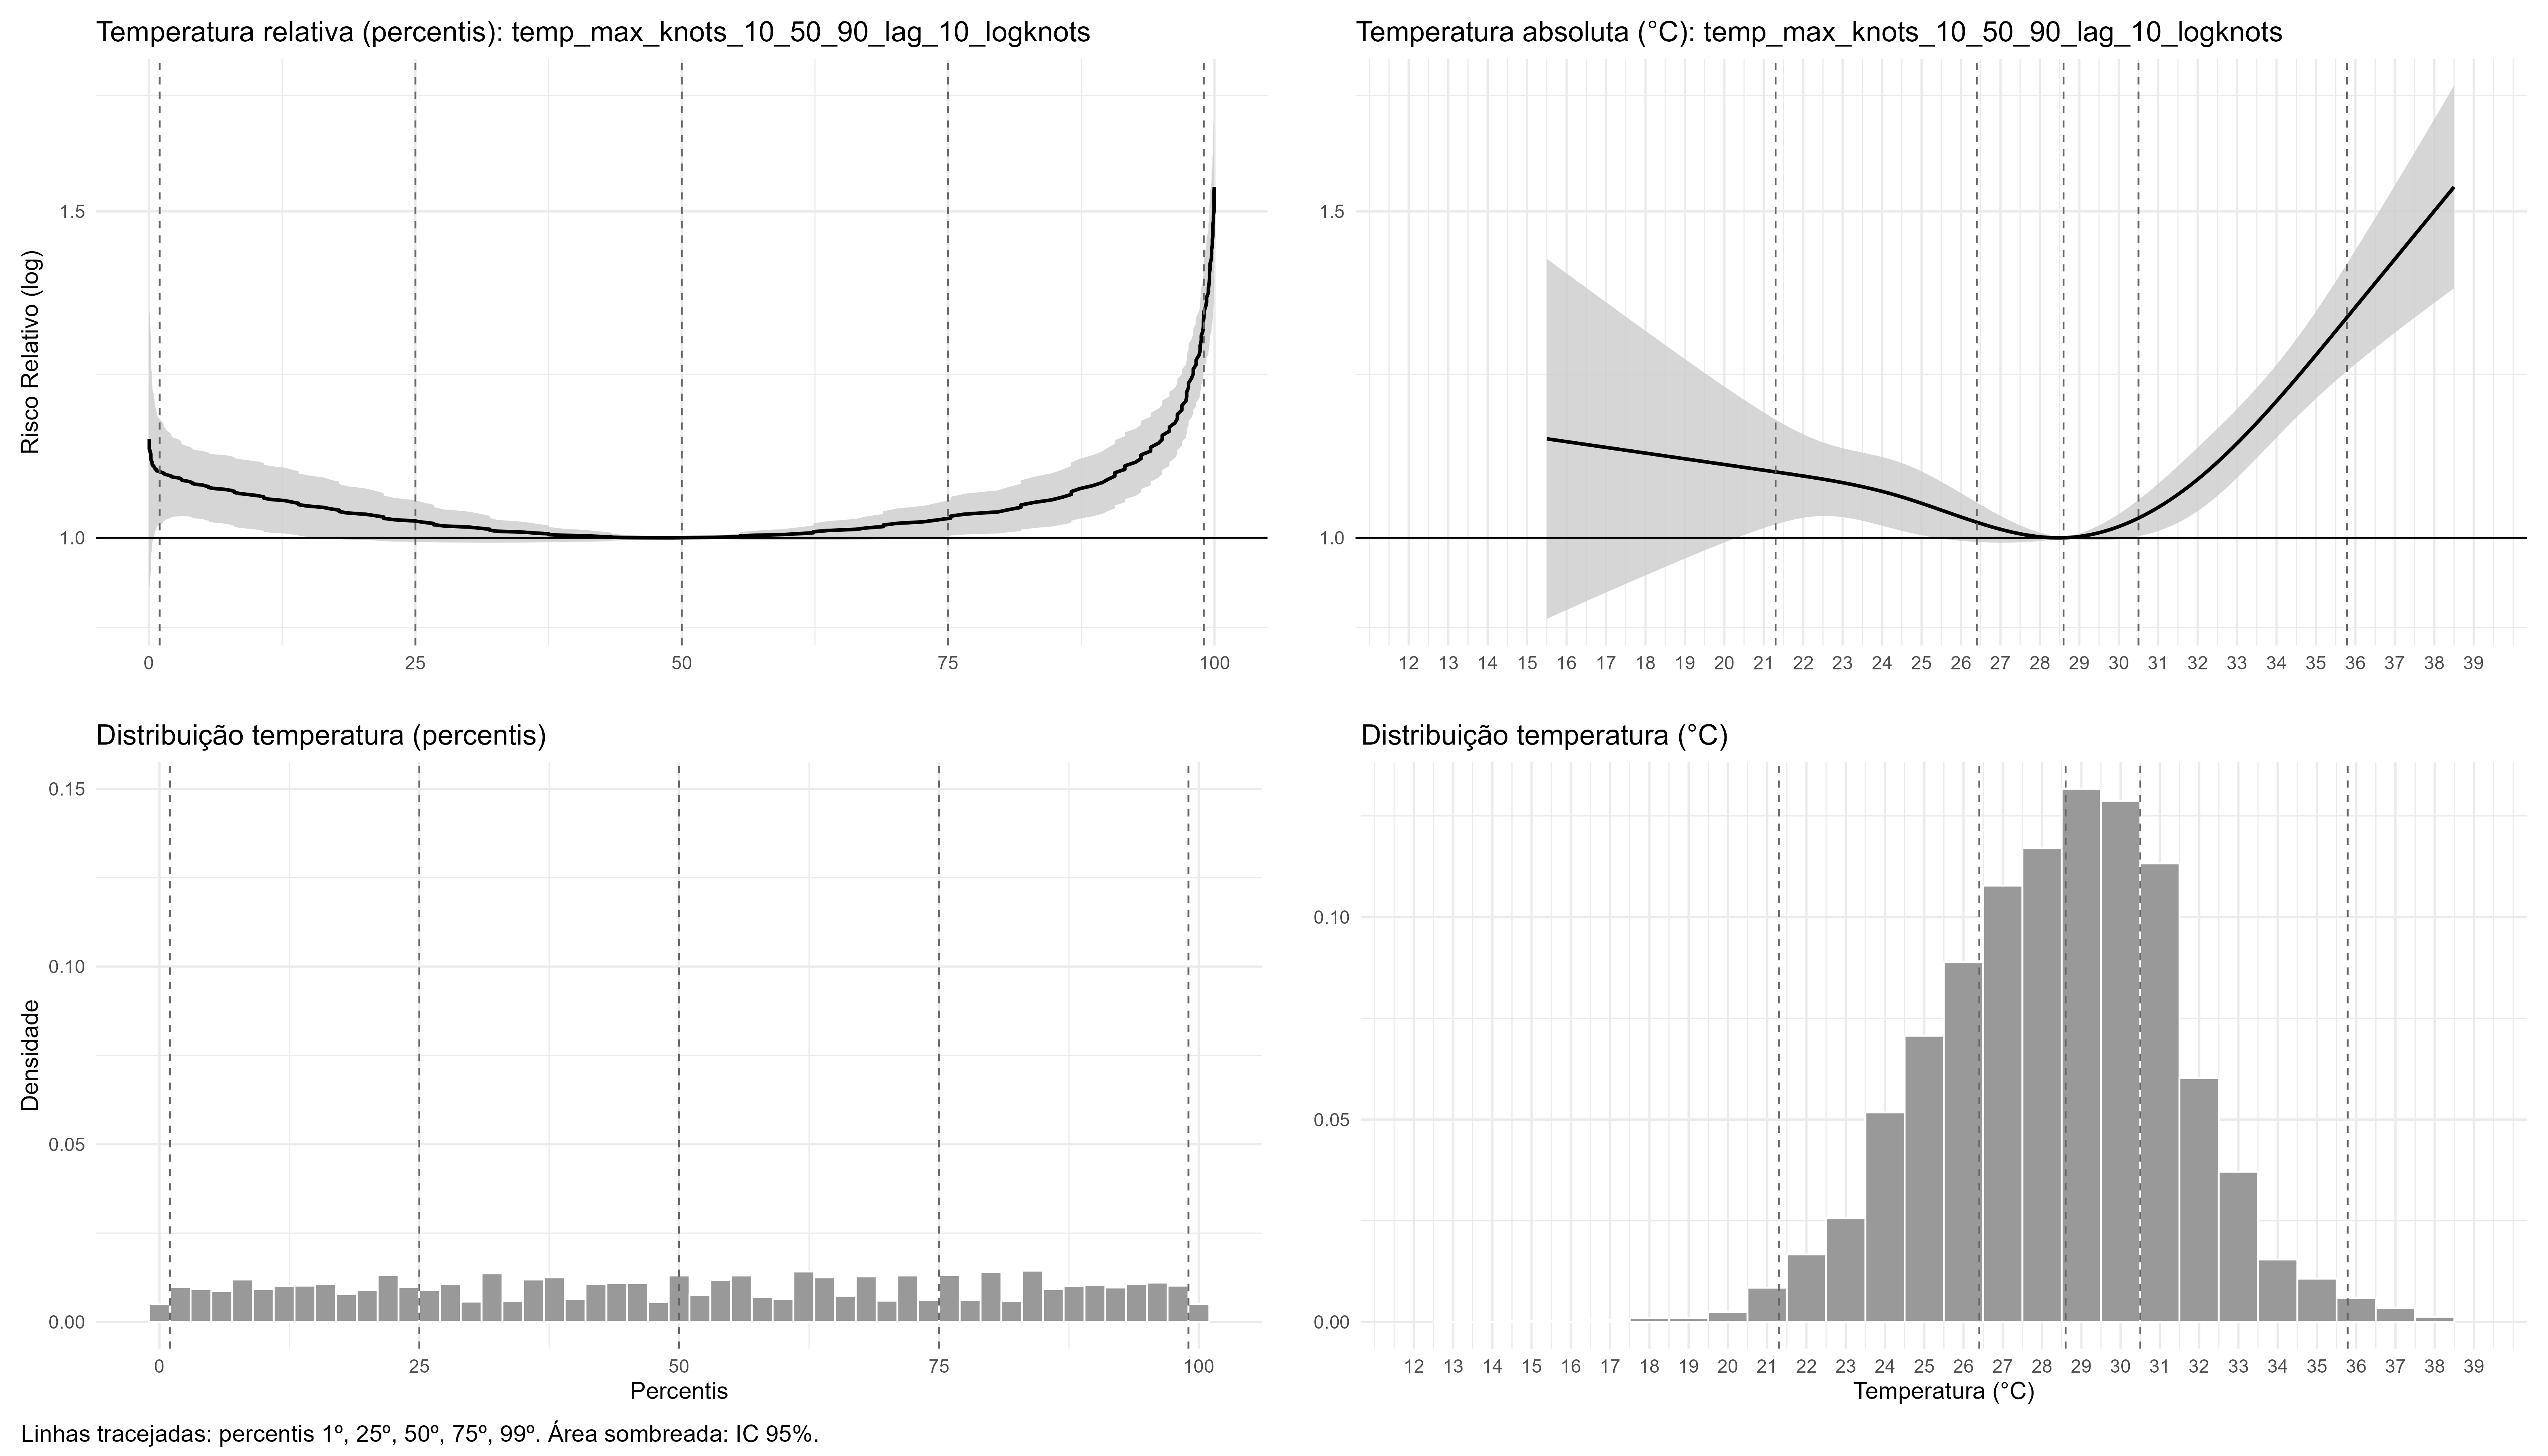 Temperatura relativa (percentis): temp_max_knots_10_50_90_lag_10_logknots
Temperatura absoluta (°C): temp_max_knots_10_50_90_lag_10_logknots
Risco Relativo (log)
1.5
1.0
0 25 50 75 100
1.5
1.0
12 13 14 15 16 17 18 19 20 21 22 23 24 25 26 27 28 29 30 31 32 33 34 35 36 37 38 39
Distribuição temperatura (percentis)
Distribuição temperatura (°C)
Densidade
0.15
0.10
0.05
0.00
0 25 50 75 100
Percentis
0.10
0.05
0.00
12 13 14 15 16 17 18 19 20 21 22 23 24 25 26 27 28 29 30 31 32 33 34 35 36 37 38 39
Temperatura (°C)
Linhas tracejadas: percentis 1º, 25º, 50º, 75º, 99º. Área sombreada: IC 95%.